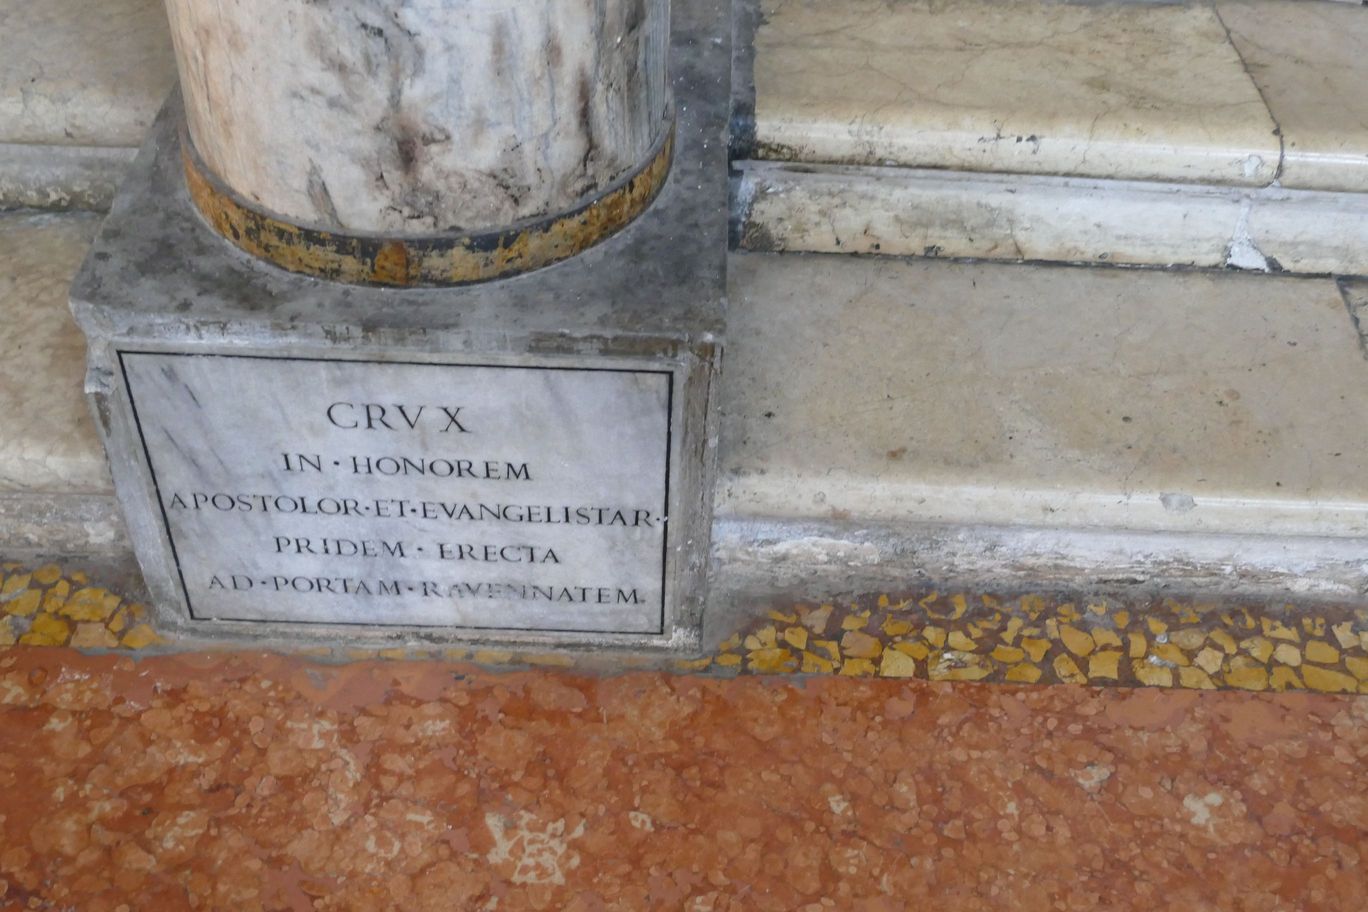 CRVX
IN·HONOREM
APOSTOLOR·ET·EVANGELISTAR·
PRIDEM·ERECTA
AD·PORTAM·RAVENNATEM